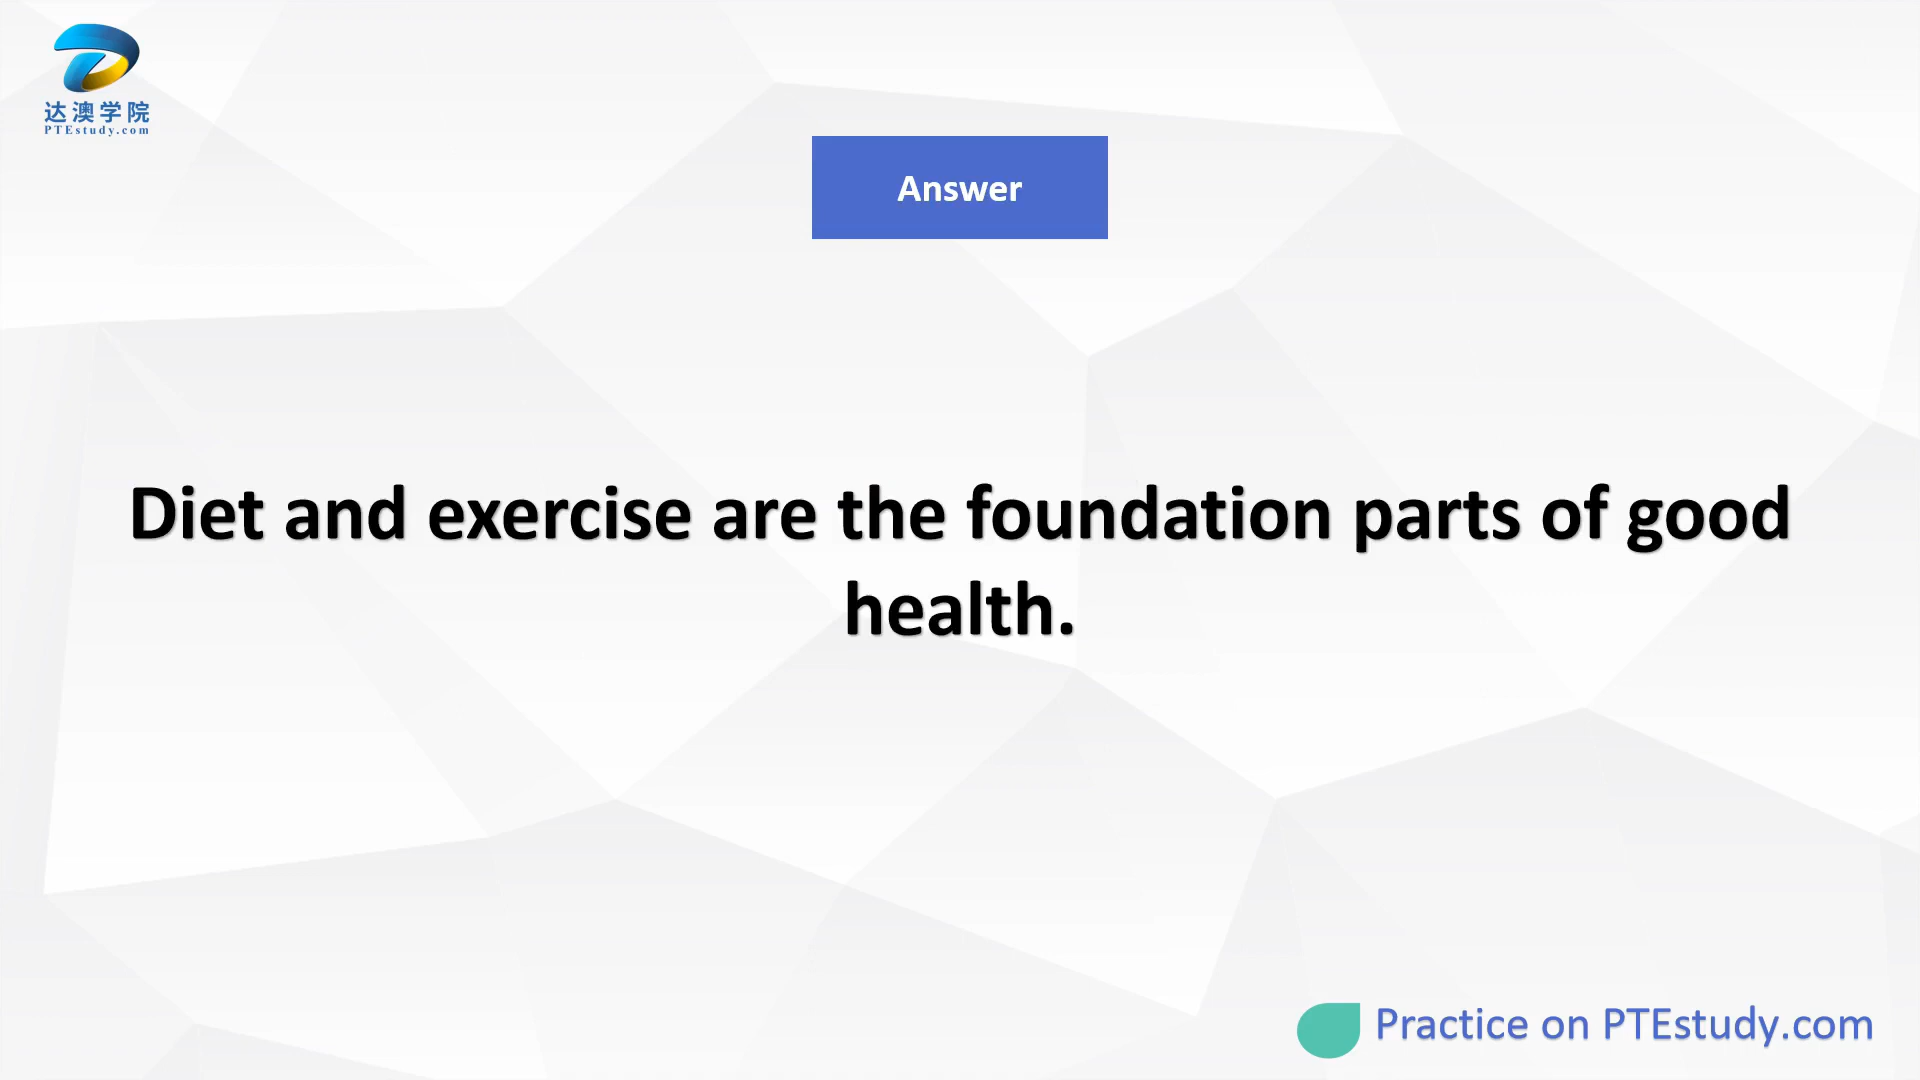 达澳学院
PTEstudy.com
Answer
Diet and exercise are the foundation parts of good
health.
Practice on PTEstudy.com